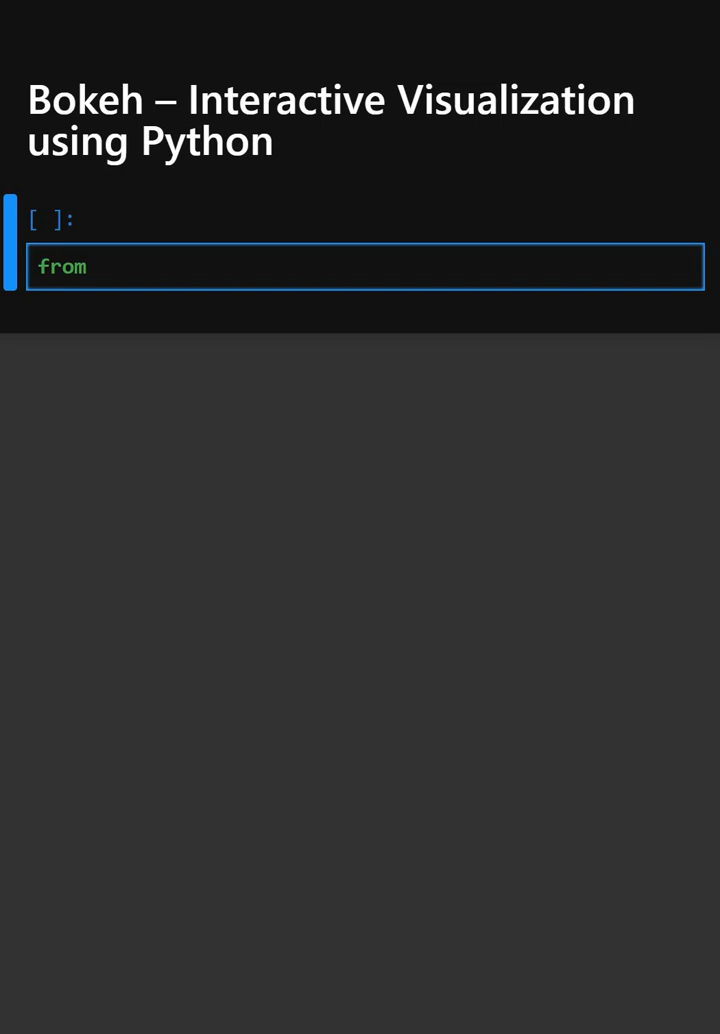 Bokeh – Interactive Visualization
using Python
[ ]:
from